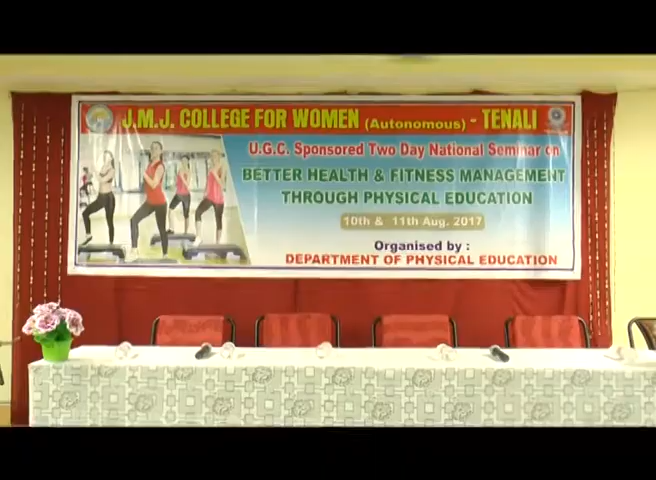 J.M.J. COLLEGE FOR WOMEN (Autonomous) - TENALI
U.G.C. Sponsored Two Day National Seminar on
BETTER HEALTH & FITNESS MANAGEMENT
THROUGH PHYSICAL EDUCATION
10th & 11th Aug. 2017
Organised by :
DEPARTMENT OF PHYSICAL EDUCATION